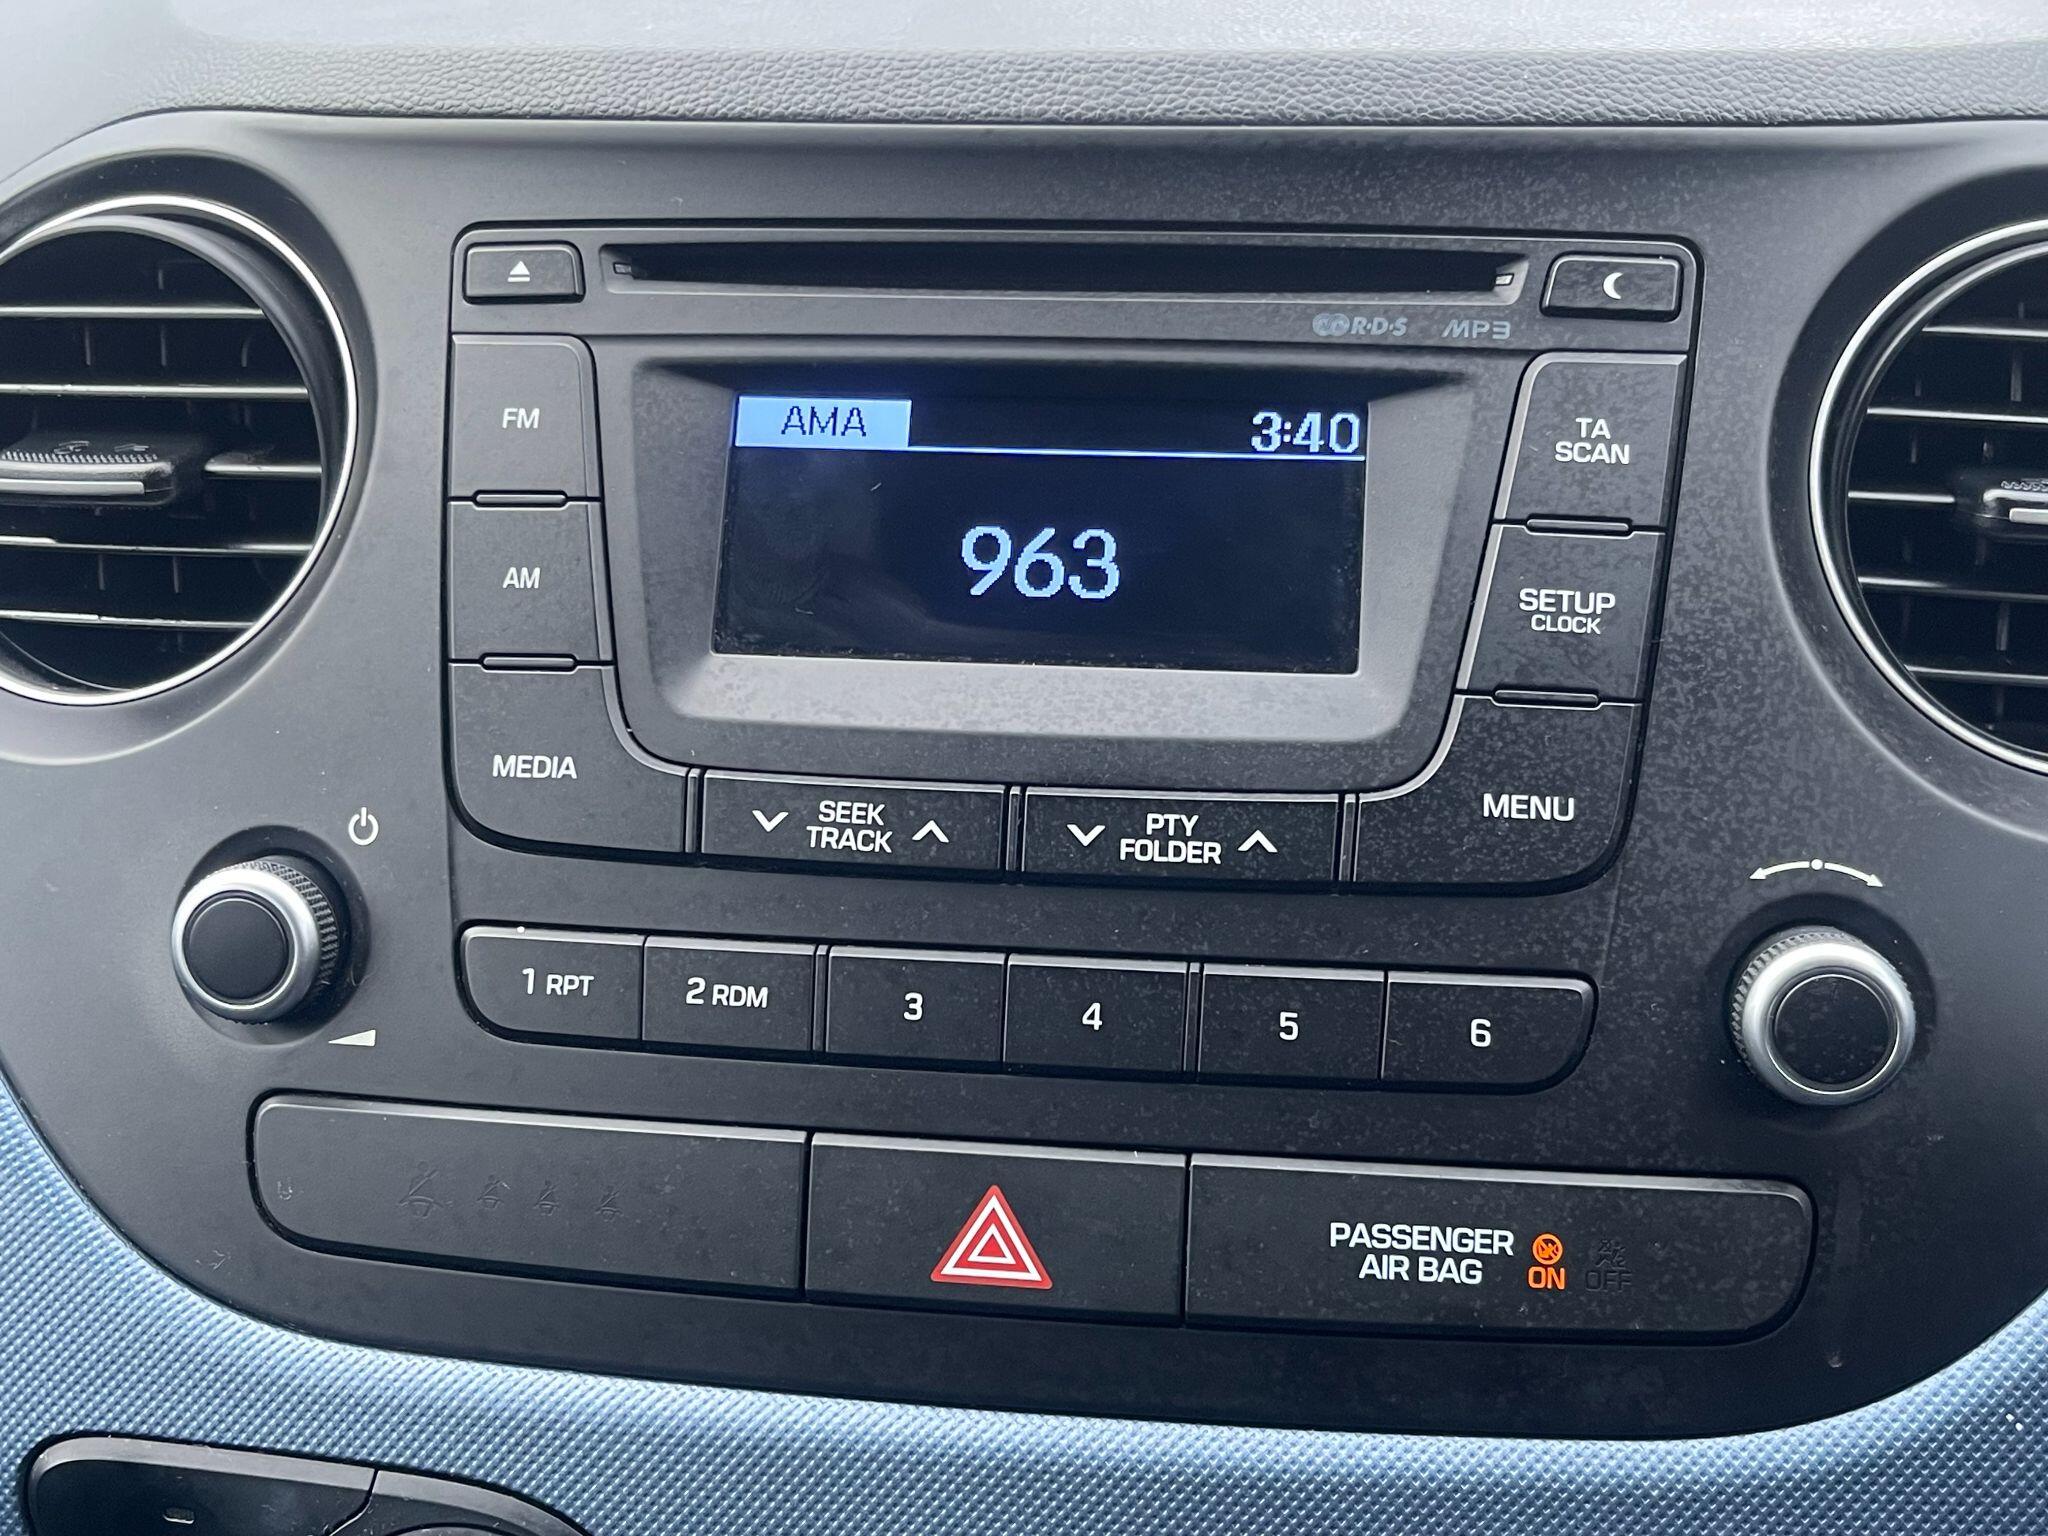 R·D·S MP3
FM
AM
MEDIA
AMA 3:40
963
TA
SCAN
SETUP
CLOCK
MENU
SEEK
TRACK
PTY
FOLDER
1 RPT
2 RDM
3
4
5
6
PASSENGER
AIR BAG
ON
OFF